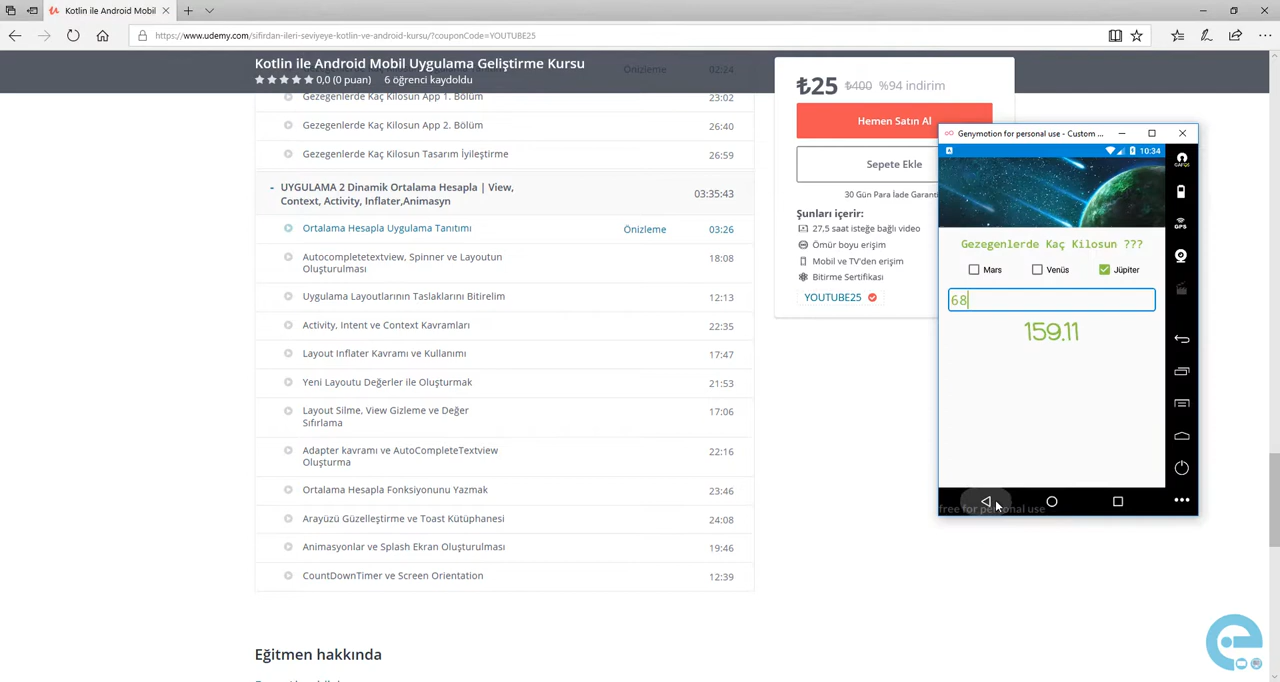 Kotlin ile Android Mobil
https://www.udemy.com/sifirdan-ileri-seviyeye-kotlin-ve-android-kursu/?couponCode=YOUTUBE25
Kotlin ile Android Mobil Uygulama Geliştirme Kursu
0,0 (0 puan) 6 öğrenci kaydoldu
Önizleme 02:24
Gezegenlerde Kaç Kilosun App 1. Bölüm 23:02
Gezegenlerde Kaç Kilosun App 2. Bölüm 26:40
Gezegenlerde Kaç Kilosun Tasarım İyileştirme 26:59
- UYGULAMA 2 Dinamik Ortalama Hesapla | View,
Context, Activity, Inflater,Animasyn 03:35:43
Ortalama Hesapla Uygulama Tanıtımı Önizleme 03:26
Autocompletetextview, Spinner ve Layoutun
Oluşturulması 18:08
Uygulama Layoutlarının Taslaklarını Bitirelim 12:13
Activity, Intent ve Context Kavramları 22:35
Layout Inflater Kavramı ve Kullanımı 17:47
Yeni Layoutu Değerler ile Oluşturmak 21:53
Layout Silme, View Gizleme ve Değer
Sıfırlama 17:06
Adapter kavramı ve AutoCompleteTextview
Oluşturma 22:16
Ortalama Hesapla Fonksiyonunu Yazmak 23:46
Arayüzü Güzelleştirme ve Toast Kütüphanesi 24:08
Animasyonlar ve Splash Ekran Oluşturulması 19:46
CountDownTimer ve Screen Orientation 12:39
Eğitmen hakkında
₺25 ₺400 %94 indirim
Hemen Satın Al
Sepete Ekle
30 Gün Para İade Garanti
Şunları içerir:
27,5 saat isteğe bağlı video
Ömür boyu erişim
Mobil ve TV'den erişim
Bitirme Sertifikası
YOUTUBE25
Genymotion for personal use - Custom ...
10:34
Gezegenlerde Kaç Kilosun ???
Mars Venüs Jüpiter
68
159.11
free for personal use
GPS